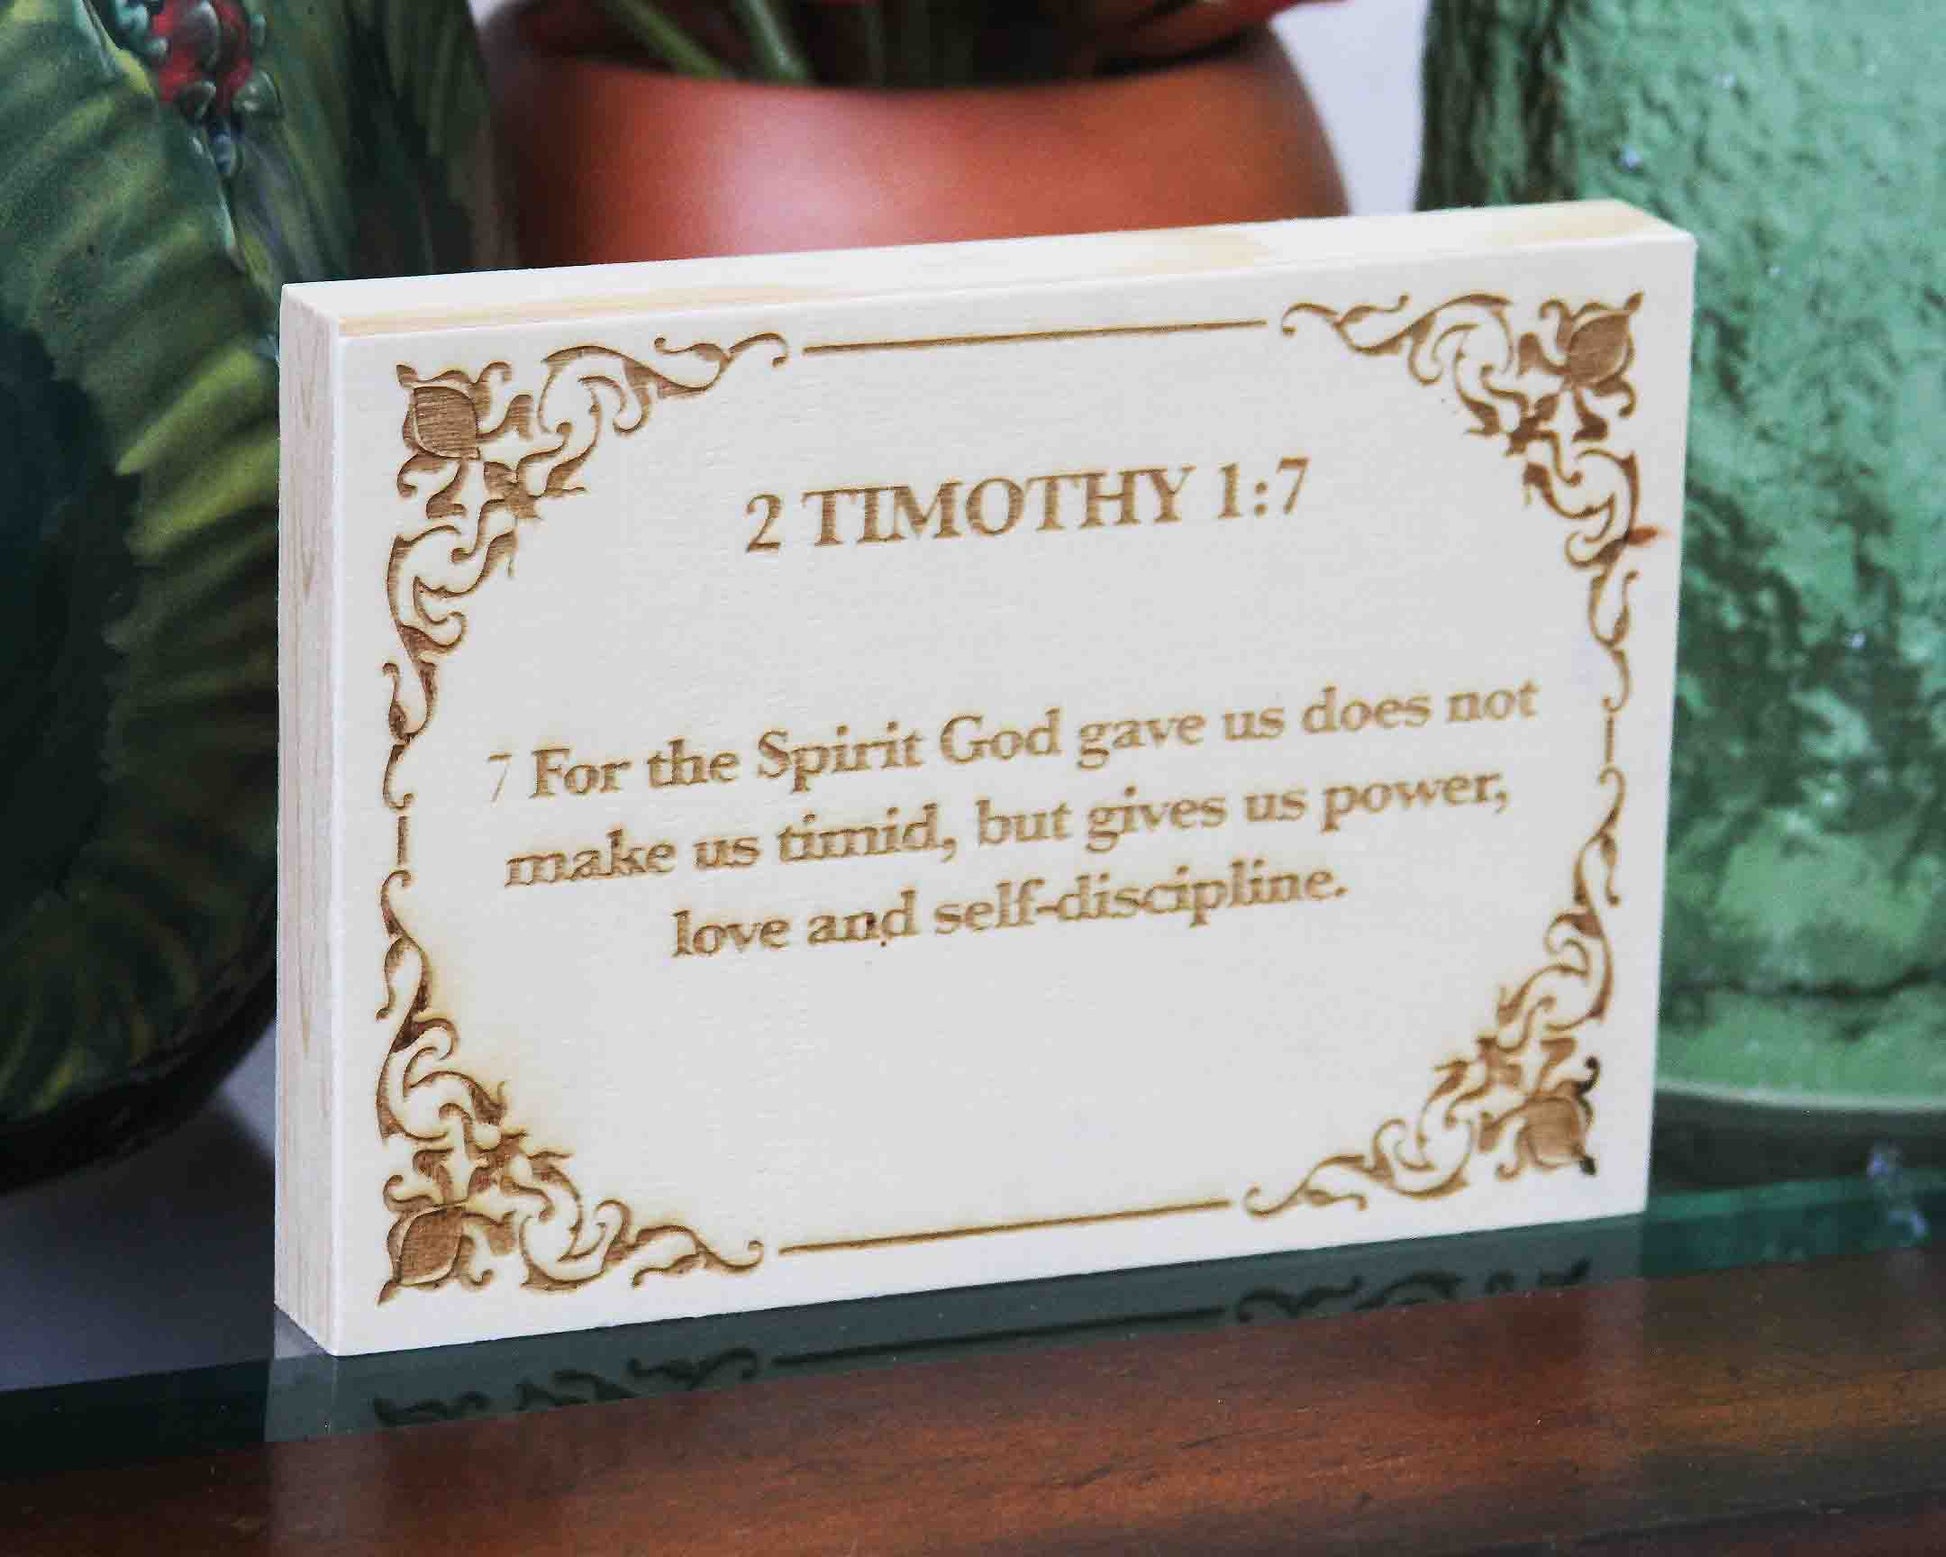 2 TIMOTHY 1:7
7 For the Spirit God gave us does not
make us timid, but gives us power,
love and self-discipline.